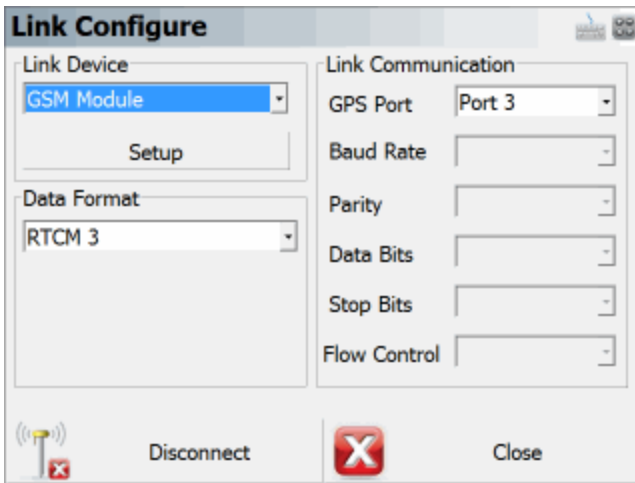 Link Configure
Link Device
GSM Module
Setup
Data Format
RTCM 3
Link Communication
GPS Port Port 3
Baud Rate
Parity
Data Bits
Stop Bits
Flow Control
Disconnect
Close